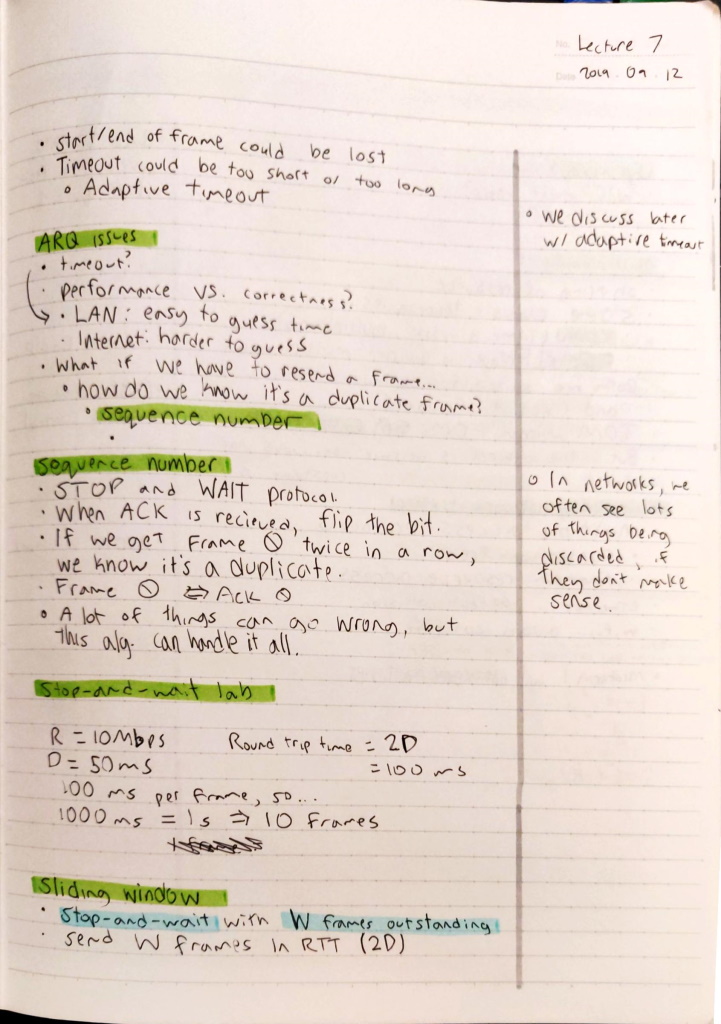 No. Lecture 7
Date 2019 . 09 . 12
• start/end of frame could be lost
• Timeout could be too short or too long
o Adaptive timeout
o we discuss later
w/ adaptive timeout
ARQ issues
• timeout?
• performance vs. correctness?
• LAN: easy to guess time
• Internet: harder to guess
• What if we have to resend a frame...
• how do we know it's a duplicate frame?
• sequence number
•
sequence number
• STOP and WAIT protocol.
• When ACK is recieved, flip the bit.
• If we get Frame 0 twice in a row,
we know it's a duplicate.
• Frame 0 ⇔ Ack 0
• A lot of things can go wrong, but
this alg. can handle it all.
o In networks, we
often see lots
of things being
discarded, if
they don't make
sense.
Stop-and-wait lab
R = 10Mbps Round trip time = 2D
D = 50ms = 100 ms
100 ms per frame, so...
1000 ms = 1s ⇒ 10 frames
Sliding window
• Stop-and-wait with W frames outstanding
• send W frames in RTT (2D)